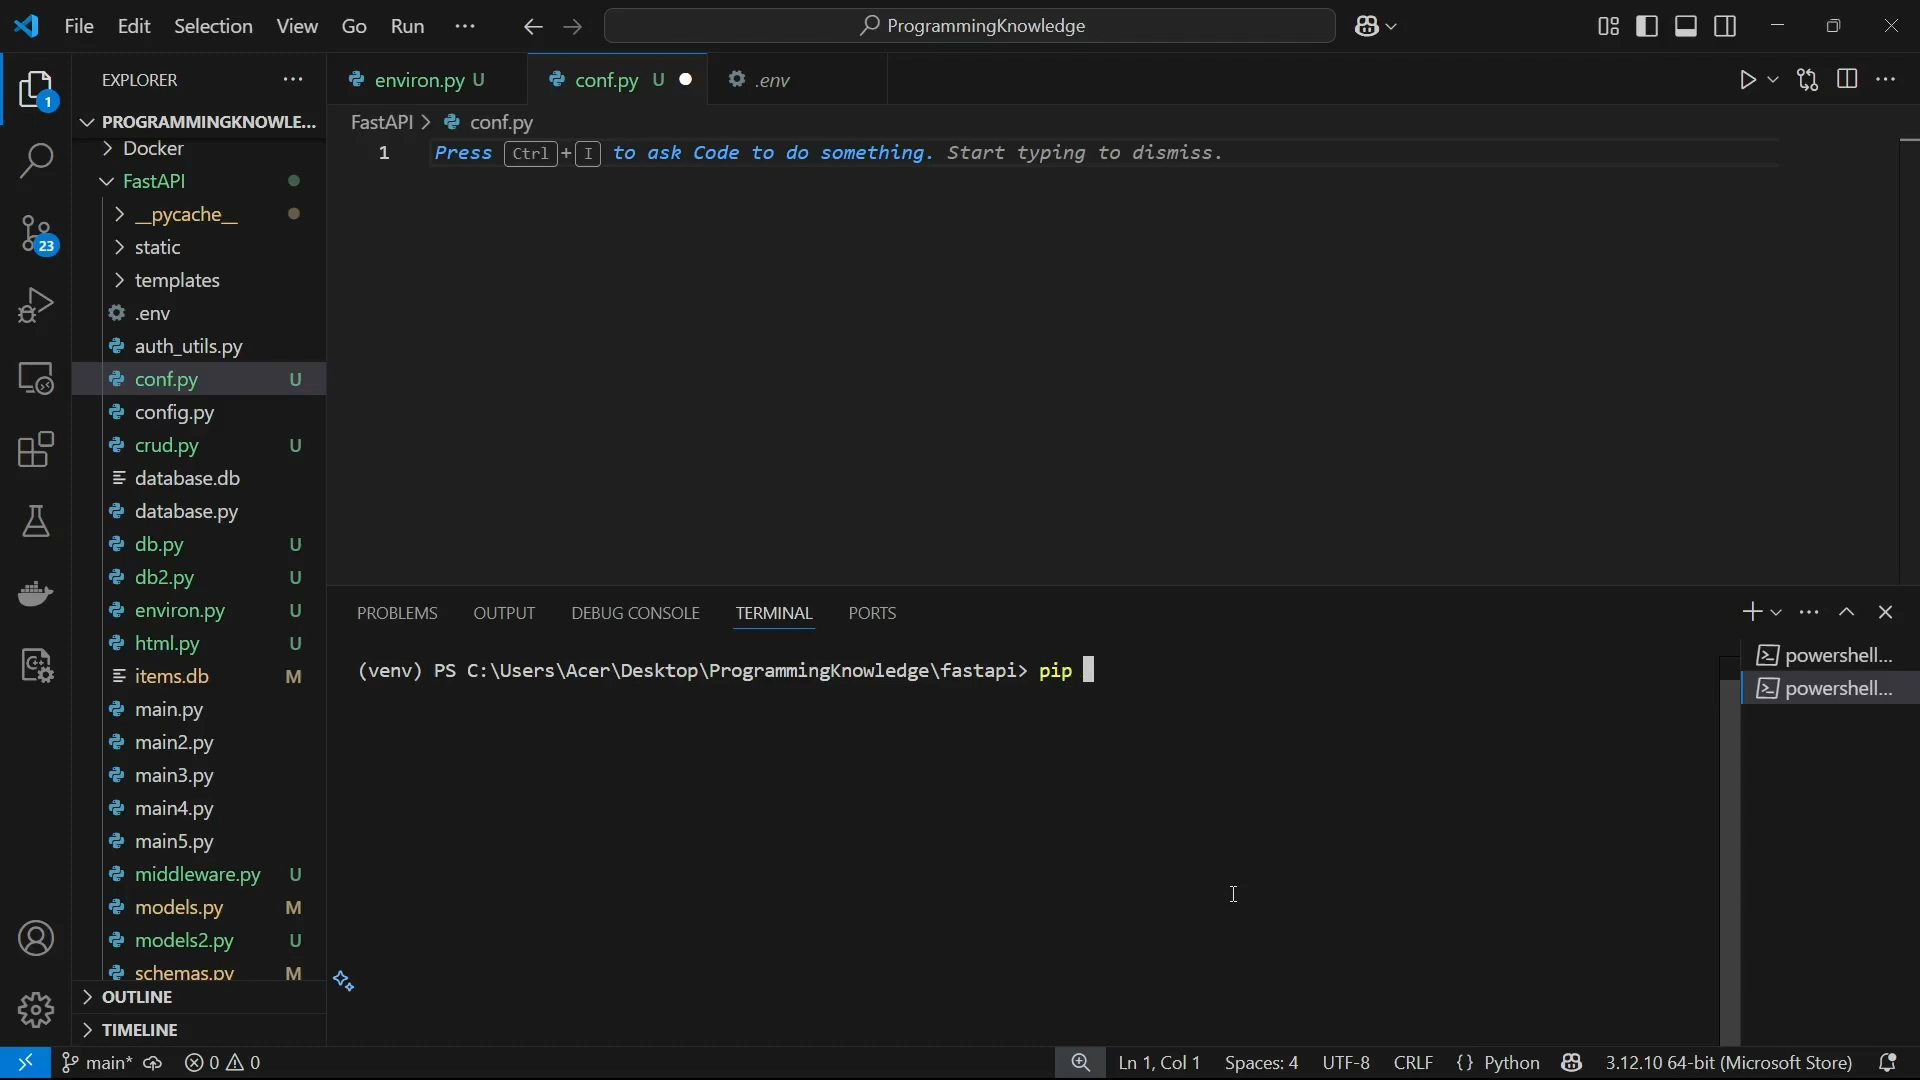 File Edit Selection View Go Run ··· ProgrammingKnowledge
EXPLORER ···
PROGRAMMINGKNOWLE...
Docker
FastAPI
__pycache__
static
templates
.env
auth_utils.py
conf.py U
config.py
crud.py U
database.db
database.py
db.py U
db2.py U
environ.py U
html.py U
items.db M
main.py
main2.py
main3.py
main4.py
main5.py
middleware.py U
models.py M
models2.py U
schemas.py M
OUTLINE
TIMELINE
1
23
environ.py U conf.py U .env
FastAPI > conf.py
1 Press Ctrl+I to ask Code to do something. Start typing to dismiss.
PROBLEMS OUTPUT DEBUG CONSOLE TERMINAL PORTS
(venv) PS C:\Users\Acer\Desktop\ProgrammingKnowledge\fastapi> pip
powershell...
powershell...
main* 0 0 Ln 1, Col 1 Spaces: 4 UTF-8 CRLF {} Python 3.12.10 64-bit (Microsoft Store)